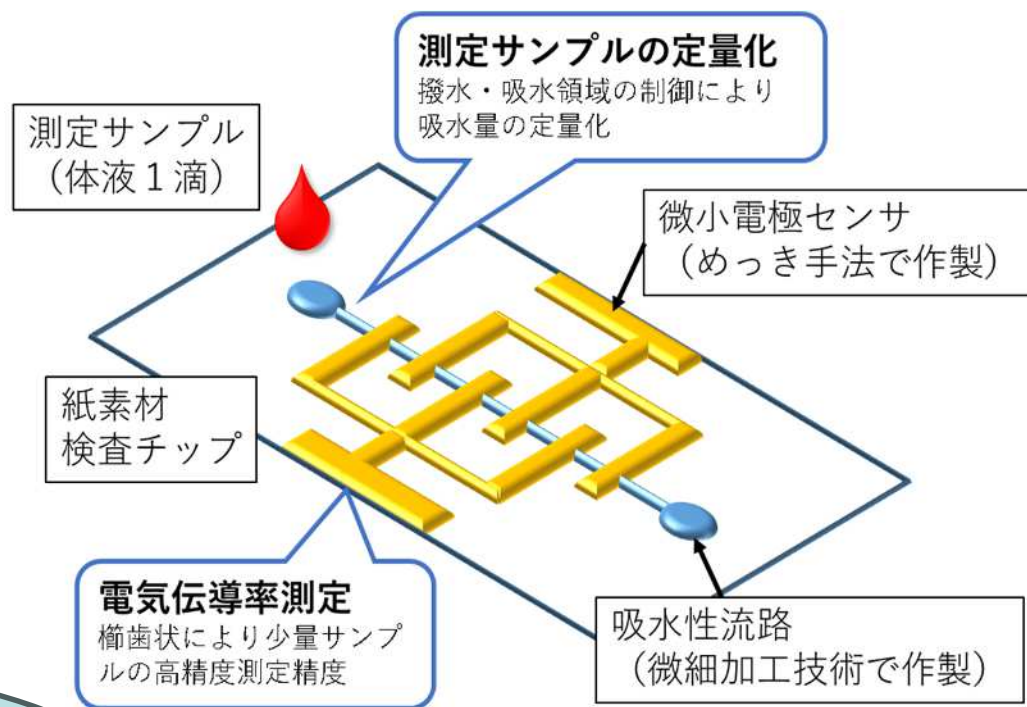 測定サンプルの定量化
撥水・吸水領域の制御により
吸水量の定量化
測定サンプル
（体液１滴）
微小電極センサ
（めっき手法で作製）
紙素材
検査チップ
電気伝導率測定
櫛歯状により少量サンプ
ルの高精度測定精度
吸水性流路
（微細加工技術で作製）